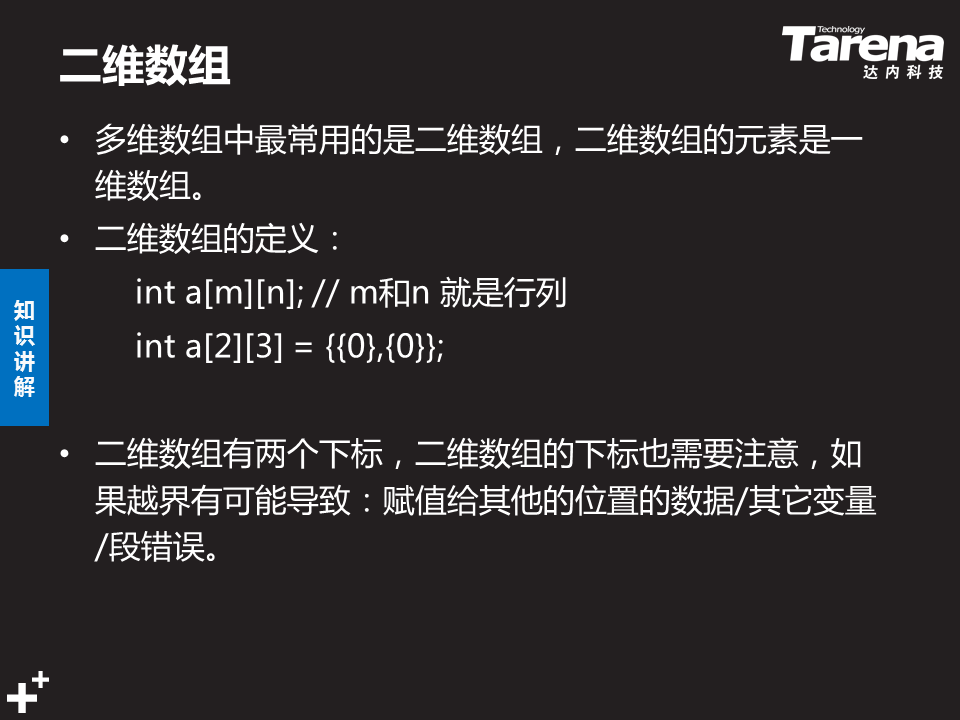 二维数组
Technology
Tarena
达内科技
• 多维数组中最常用的是二维数组，二维数组的元素是一
维数组。
• 二维数组的定义：
int a[m][n]; // m和n 就是行列
int a[2][3] = {{0},{0}};
知
识
讲
解
• 二维数组有两个下标，二维数组的下标也需要注意，如
果越界有可能导致：赋值给其他的位置的数据/其它变量
/段错误。